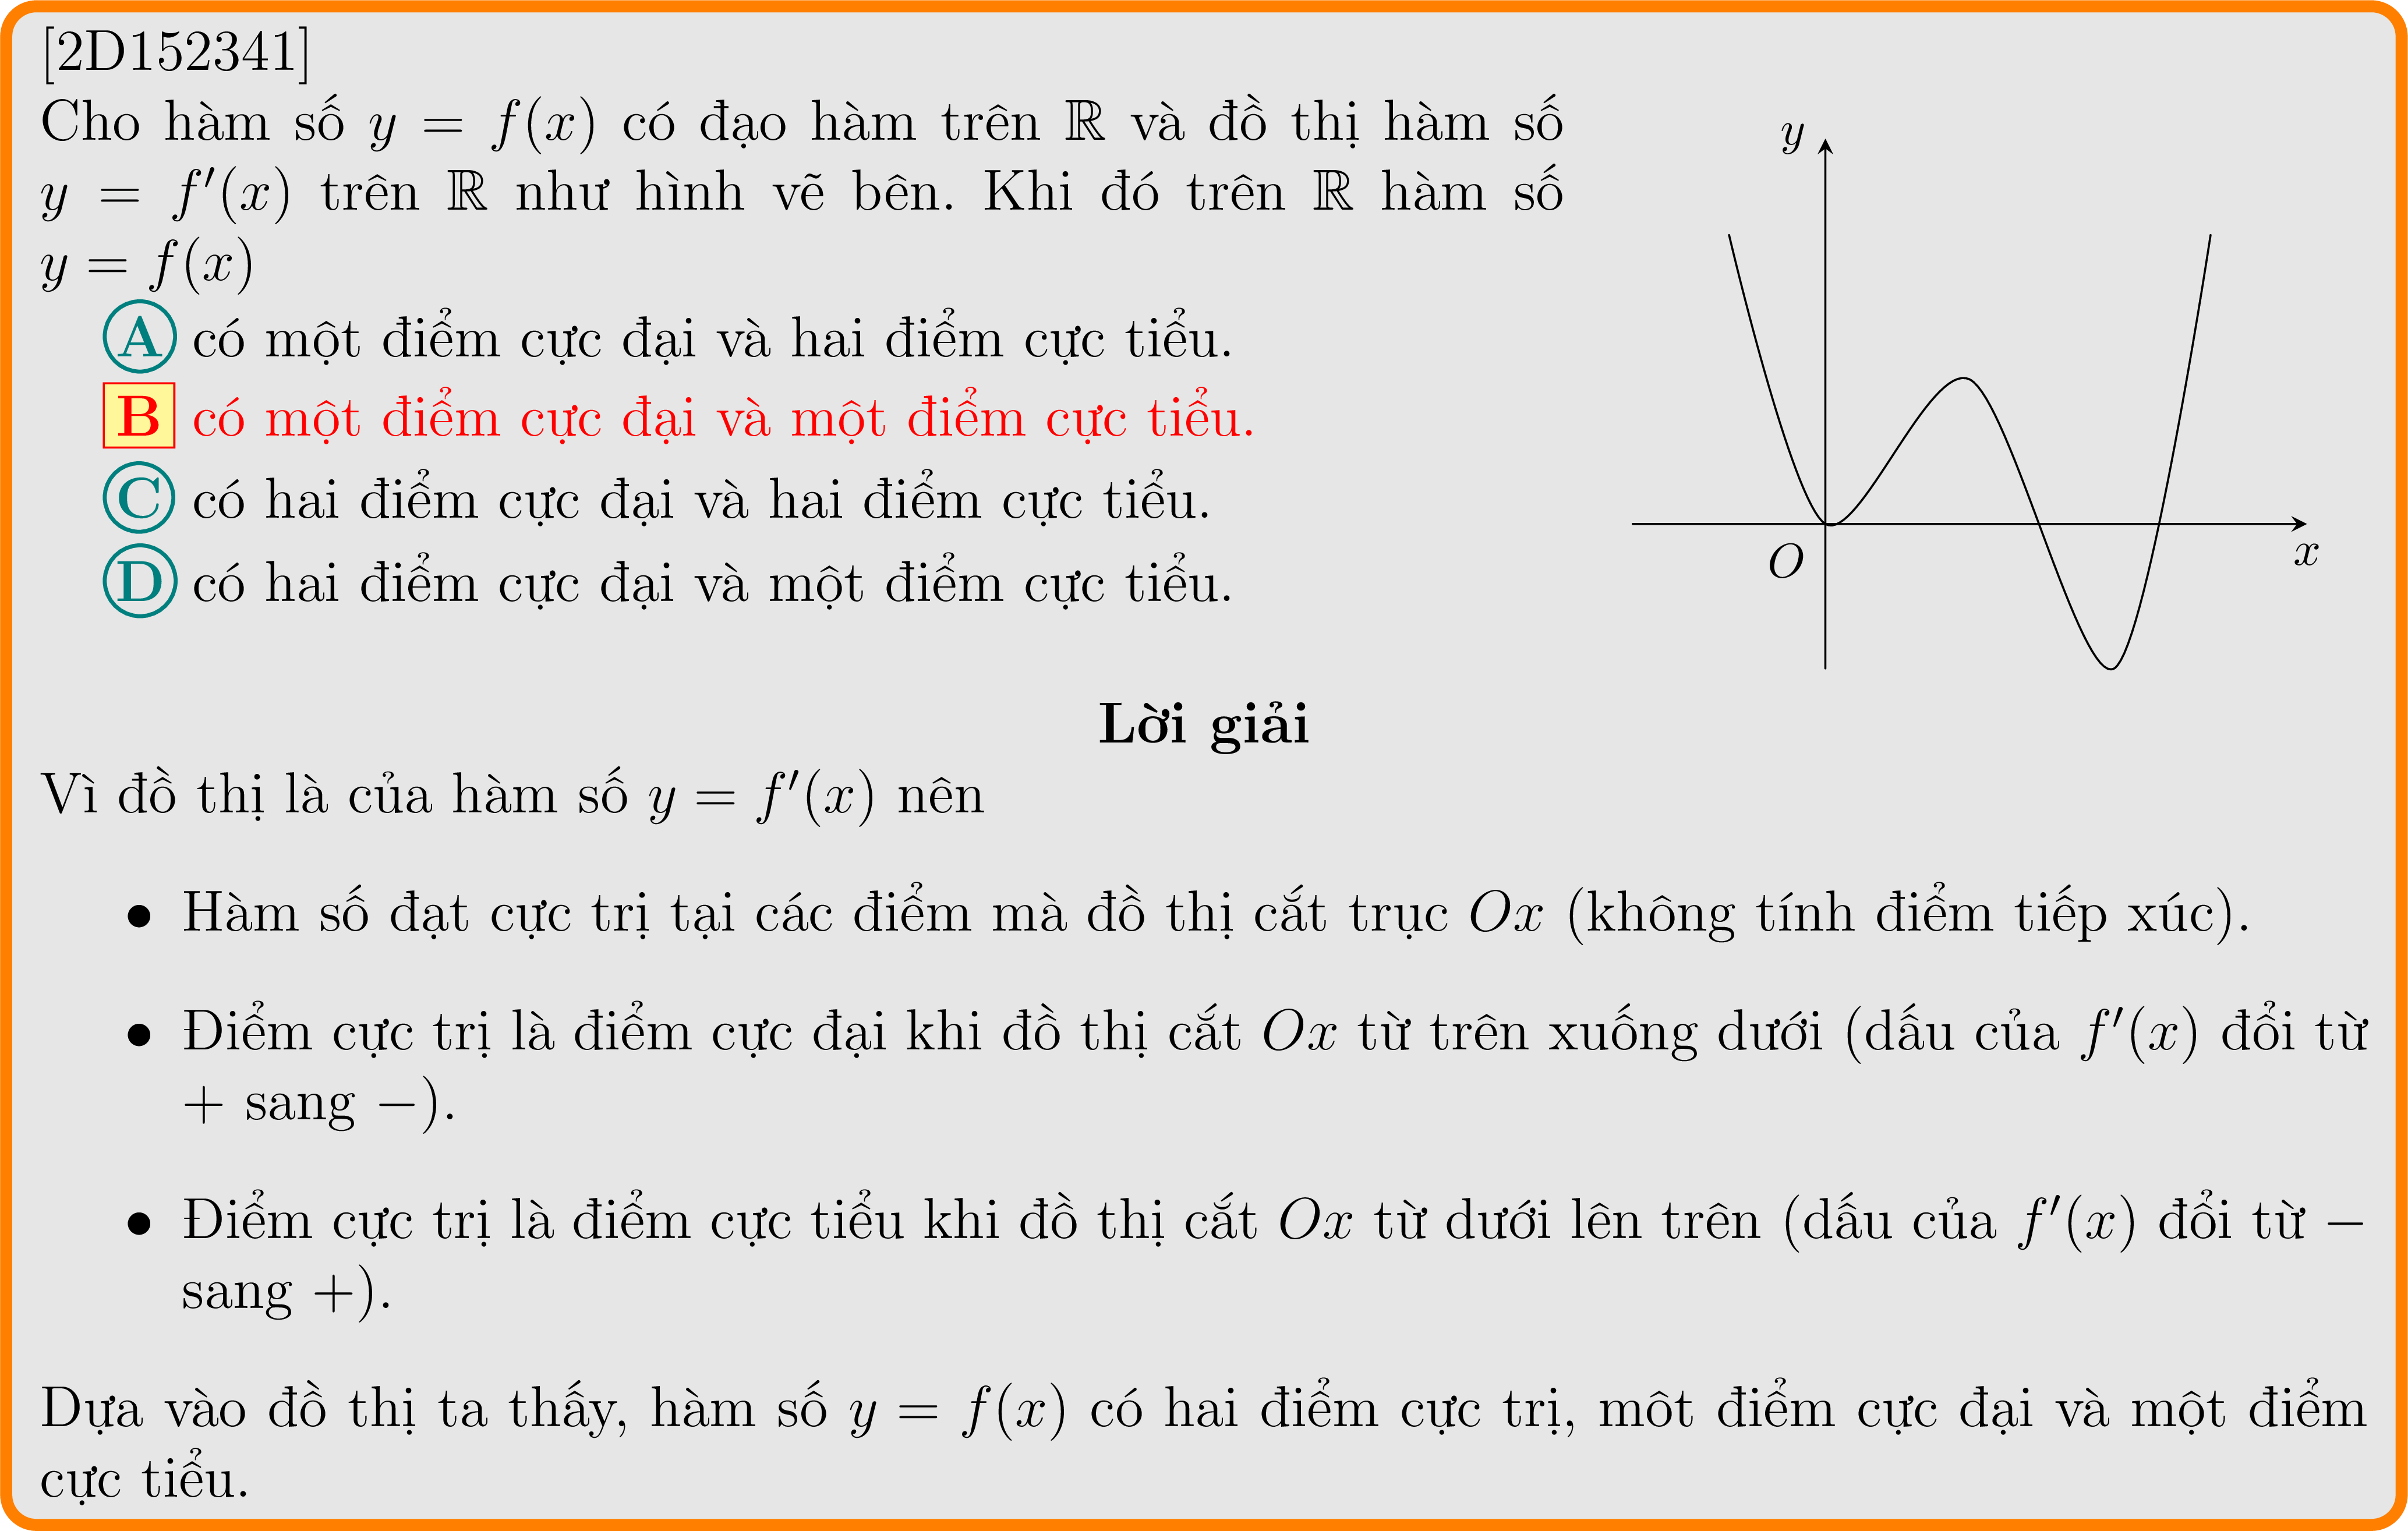 [2D152341]
Cho hàm số y = f(x) có đạo hàm trên ℝ và đồ thị hàm số
y = f′(x) trên ℝ như hình vẽ bên. Khi đó trên ℝ hàm số
y = f(x)
A có một điểm cực đại và hai điểm cực tiểu.
B có một điểm cực đại và một điểm cực tiểu.
C có hai điểm cực đại và hai điểm cực tiểu.
D có hai điểm cực đại và một điểm cực tiểu.
y
O
x
Lời giải
Vì đồ thị là của hàm số y = f′(x) nên
• Hàm số đạt cực trị tại các điểm mà đồ thị cắt trục Ox (không tính điểm tiếp xúc).
• Điểm cực trị là điểm cực đại khi đồ thị cắt Ox từ trên xuống dưới (dấu của f′(x) đổi từ
+ sang −).
• Điểm cực trị là điểm cực tiểu khi đồ thị cắt Ox từ dưới lên trên (dấu của f′(x) đổi từ −
sang +).
Dựa vào đồ thị ta thấy, hàm số y = f(x) có hai điểm cực trị, môt điểm cực đại và một điểm
cực tiểu.